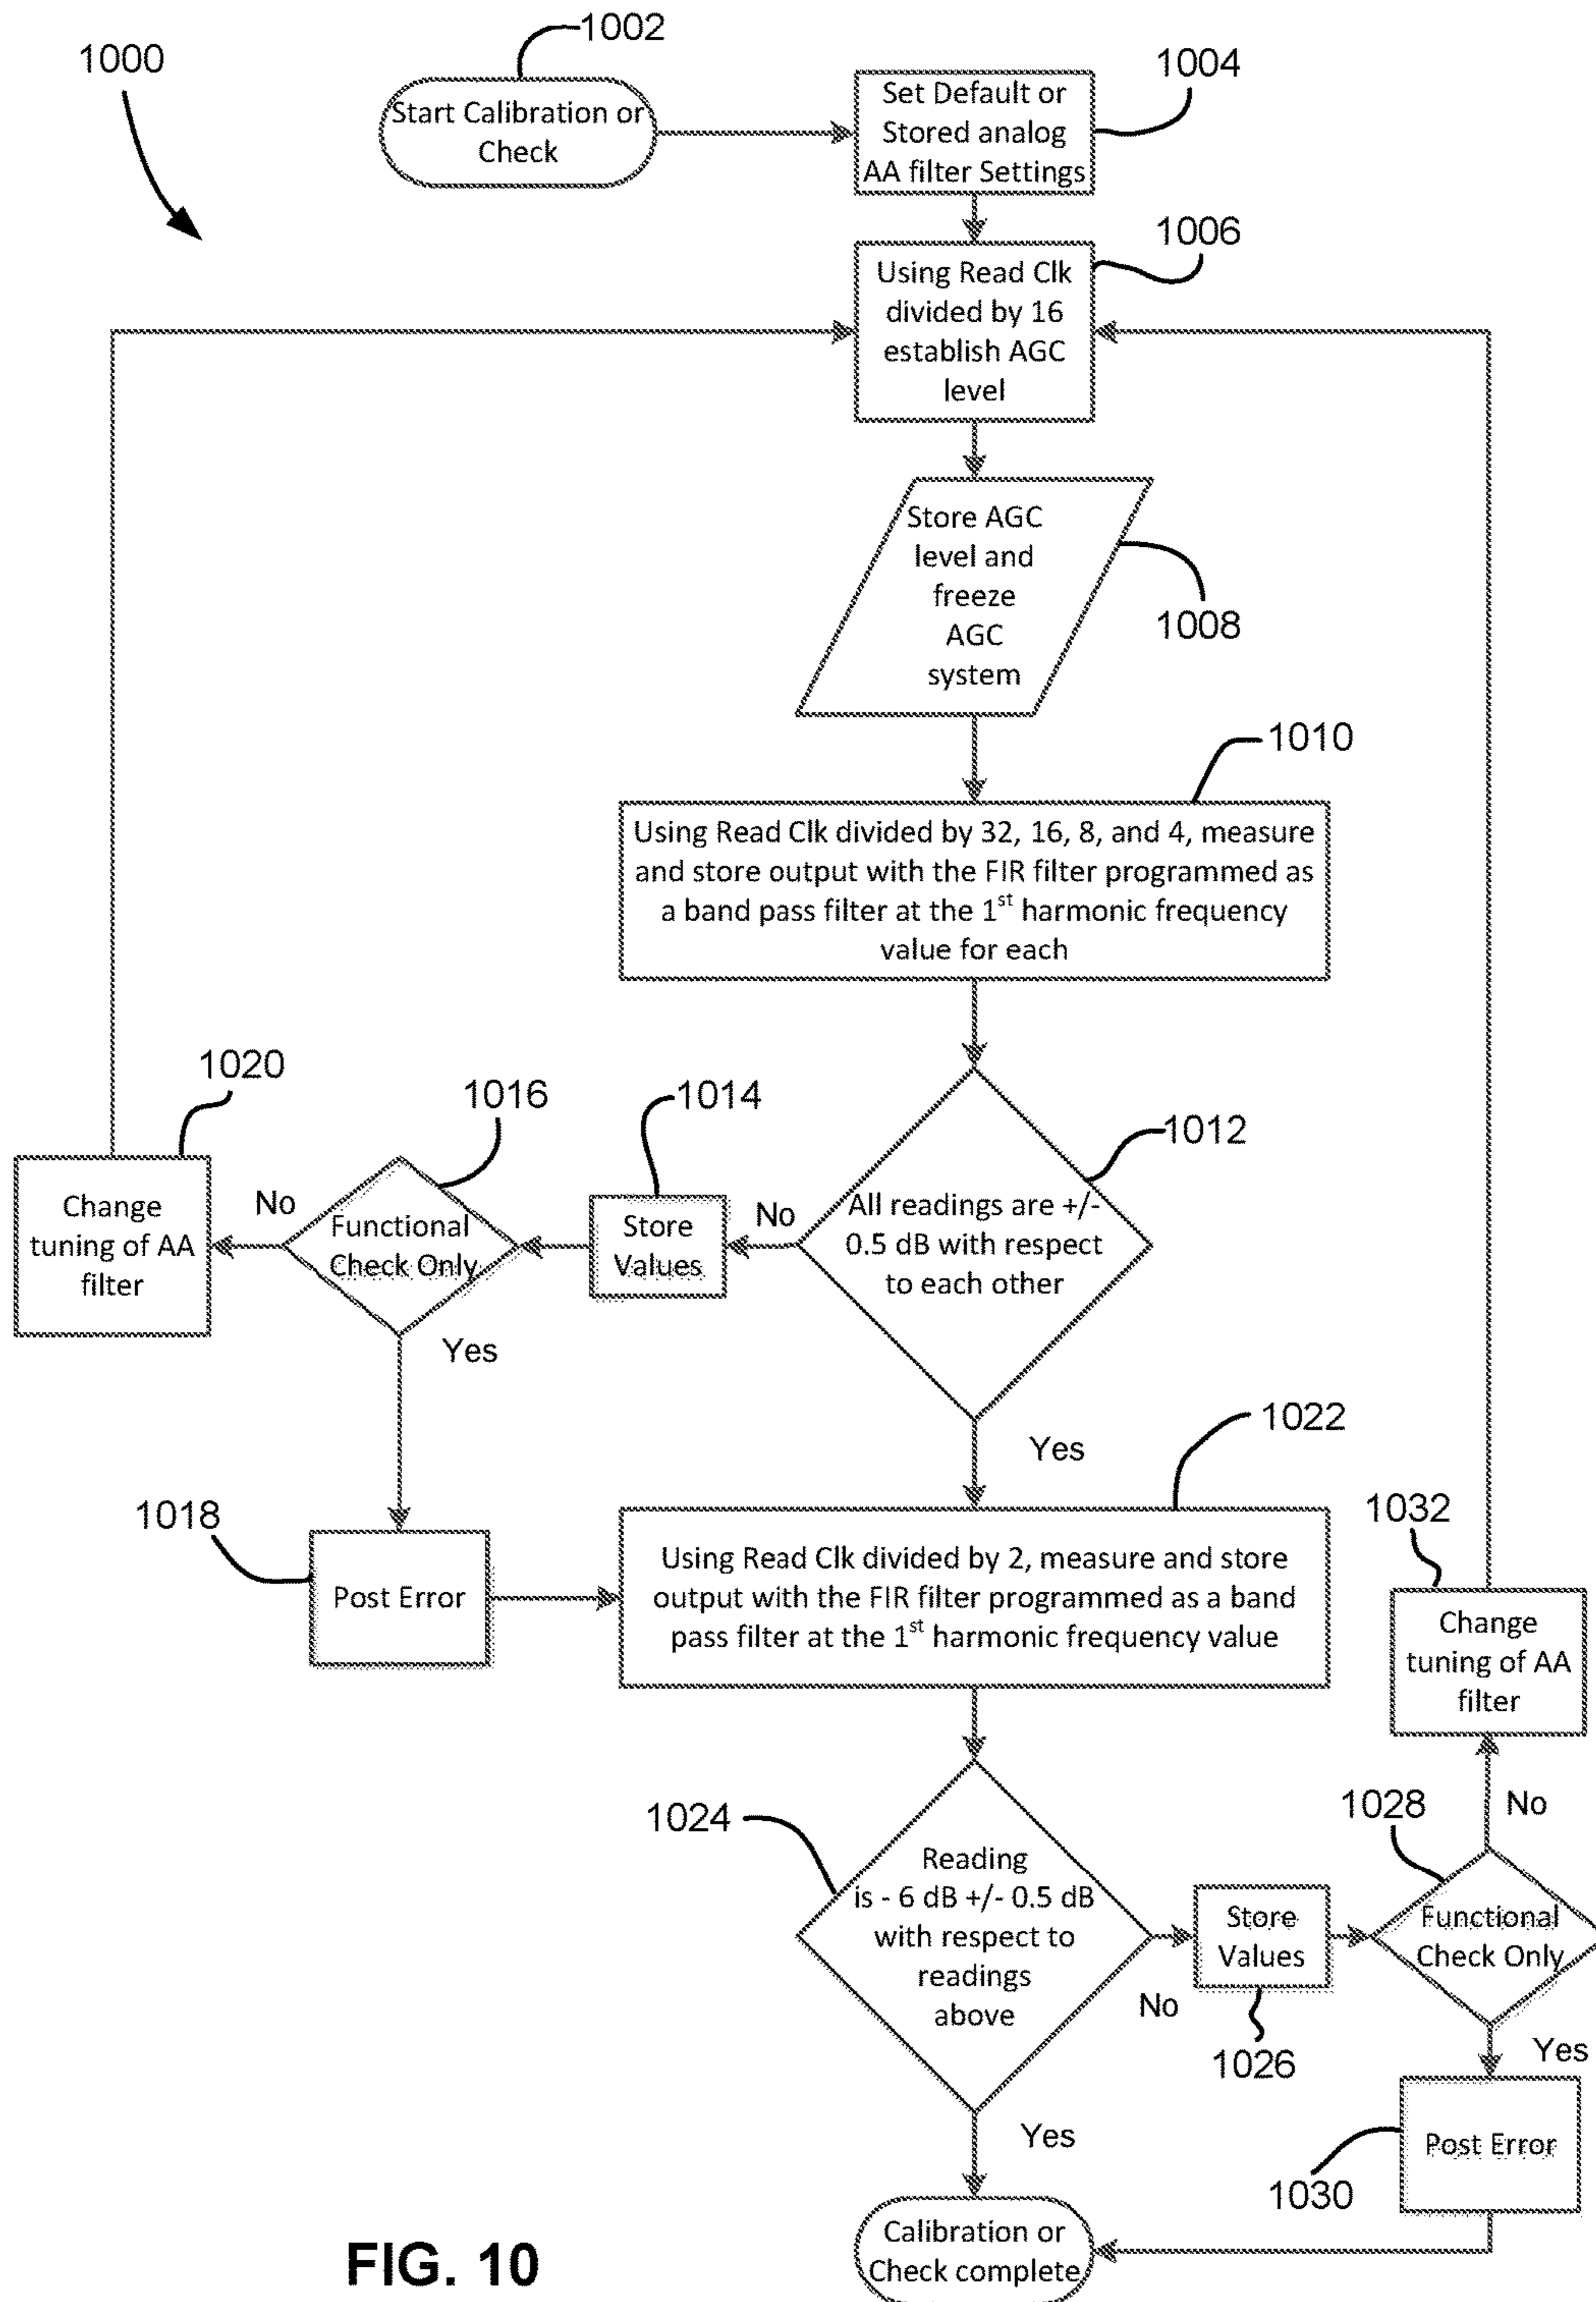 1000
1002
Start Calibration or
Check
1004
Set Default or
Stored analog
AA filter Settings
1006
Using Read Clk
divided by 16
establish AGC
level
Store AGC
level and
freeze
AGC
system
1008
1010
Using Read Clk divided by 32, 16, 8, and 4, measure
and store output with the FIR filter programmed as
a band pass filter at the 1st harmonic frequency
value for each
1012
All readings are +/-
0.5 dB with respect
to each other
No
1014
Store
Values
1016
Functional
Check Only
No
1020
Change
tuning of AA
filter
Yes
Yes
1018
Post Error
1022
Using Read Clk divided by 2, measure and store
output with the FIR filter programmed as a band
pass filter at the 1st harmonic frequency value
1032
Change
tuning of AA
filter
1024
Reading
is - 6 dB +/- 0.5 dB
with respect to
readings
above
No
Store
Values
1026
1028
Functional
Check Only
No
Yes
Post Error
1030
Yes
Calibration or
Check complete
FIG. 10